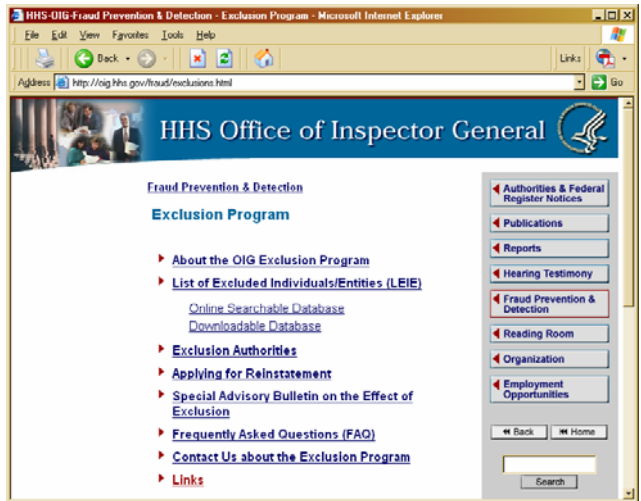 HHS-OIG-Fraud Prevention & Detection - Exclusion Program - Microsoft Internet Explorer
File Edit View Favorites Tools Help
Back Links
Address http://oig.hhs.gov/fraud/exclusions.html Go
HHS Office of Inspector General
Fraud Prevention & Detection
Exclusion Program
About the OIG Exclusion Program
List of Excluded Individuals/Entities (LEIE)
Online Searchable Database
Downloadable Database
Exclusion Authorities
Applying for Reinstatement
Special Advisory Bulletin on the Effect of
Exclusion
Frequently Asked Questions (FAQ)
Contact Us about the Exclusion Program
Links
Authorities & Federal
Register Notices
Publications
Reports
Hearing Testimony
Fraud Prevention &
Detection
Reading Room
Organization
Employment
Opportunities
Back Home
Search